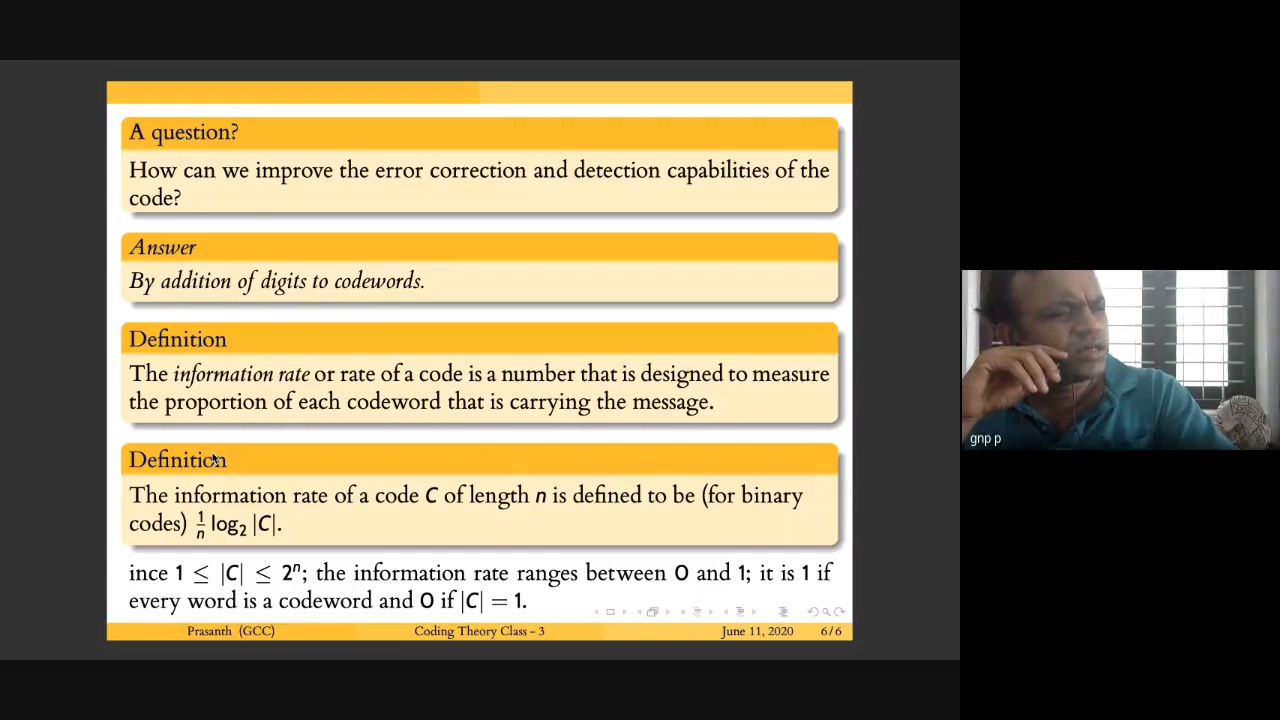 A question?
How can we improve the error correction and detection capabilities of the
code?
Answer
By addition of digits to codewords.
Definition
The information rate or rate of a code is a number that is designed to measure
the proportion of each codeword that is carrying the message.
Definition
The information rate of a code C of length n is defined to be (for binary
codes) 1/n log₂ |C|.
ince 1 ≤ |C| ≤ 2ⁿ; the information rate ranges between 0 and 1; it is 1 if
every word is a codeword and 0 if |C| = 1.
Prasanth (GCC) Coding Theory Class - 3 June 11, 2020 6/6
gnp p